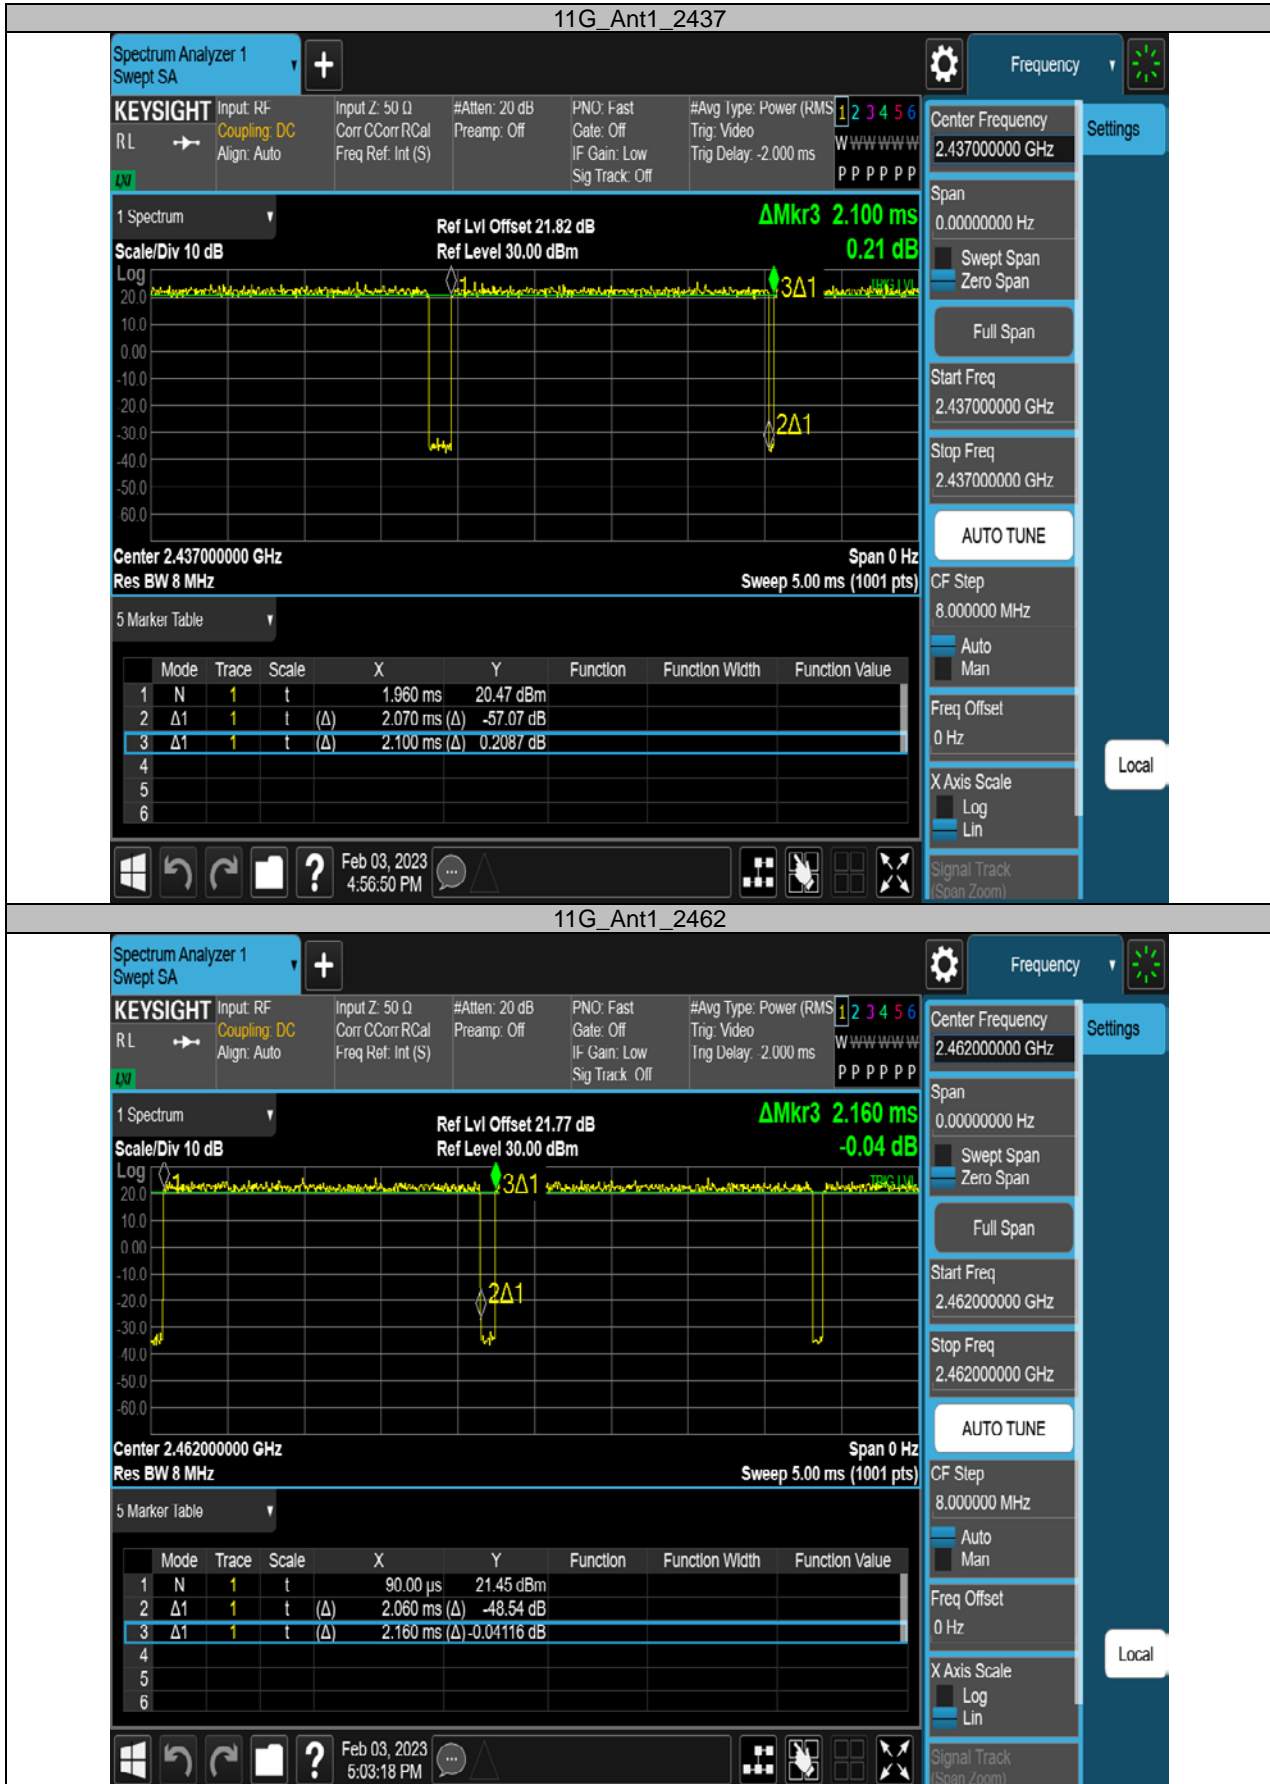 11G_Ant1_2437
Spectrum Analyzer 1
Swept SA
Frequency
KEYSIGHT
RL
LXI
Input: RF
Coupling: DC
Align: Auto
Input Z: 50 Ω
Corr CCorr RCal
Freq Ref: Int (S)
#Atten: 20 dB
Preamp: Off
PNO: Fast
Gate: Off
IF Gain: Low
Sig Track: Off
#Avg Type: Power (RMS
Trig: Video
Trig Delay: -2.000 ms
1 2 3 4 5 6
W W W W W W
P P P P P P
1 Spectrum
Ref Lvl Offset 21.82 dB
ΔMkr3 2.100 ms
Scale/Div 10 dB
Ref Level 30.00 dBm
0.21 dB
Log
20.0
10.0
0.00
-10.0
20.0
-30.0
-40.0
-50.0
60.0
1
3Δ1
TRIG LVL
2Δ1
Center 2.437000000 GHz
Span 0 Hz
Res BW 8 MHz
Sweep 5.00 ms (1001 pts)
5 Marker Table
Mode Trace Scale X Y Function Function Width Function Value
1 N 1 t 1.960 ms 20.47 dBm
2 Δ1 1 t (Δ) 2.070 ms (Δ) -57.07 dB
3 Δ1 1 t (Δ) 2.100 ms (Δ) 0.2087 dB
4
5
6
Feb 03, 2023
4:56:50 PM
Center Frequency
2.437000000 GHz
Settings
Span
0.00000000 Hz
Swept Span
Zero Span
Full Span
Start Freq
2.437000000 GHz
Stop Freq
2.437000000 GHz
AUTO TUNE
CF Step
8.000000 MHz
Auto
Man
Freq Offset
0 Hz
Local
X Axis Scale
Log
Lin
Signal Track
(Span Zoom)
11G_Ant1_2462
Spectrum Analyzer 1
Swept SA
Frequency
KEYSIGHT
RL
LXI
Input: RF
Coupling: DC
Align: Auto
Input Z: 50 Ω
Corr CCorr RCal
Freq Ref: Int (S)
#Atten: 20 dB
Preamp: Off
PNO: Fast
Gate: Off
IF Gain: Low
Sig Track: Off
#Avg Type: Power (RMS
Trig: Video
Trig Delay: -2.000 ms
1 2 3 4 5 6
W W W W W W
P P P P P P
1 Spectrum
Ref Lvl Offset 21.77 dB
ΔMkr3 2.160 ms
Scale/Div 10 dB
Ref Level 30.00 dBm
-0.04 dB
Log
20.0
10.0
0.00
-10.0
-20.0
-30.0
40.0
-50.0
-60.0
1
3Δ1
TRIG LVL
2Δ1
Center 2.462000000 GHz
Span 0 Hz
Res BW 8 MHz
Sweep 5.00 ms (1001 pts)
5 Marker Table
Mode Trace Scale X Y Function Function Width Function Value
1 N 1 t 90.00 µs 21.45 dBm
2 Δ1 1 t (Δ) 2.060 ms (Δ) -48.54 dB
3 Δ1 1 t (Δ) 2.160 ms (Δ) -0.04116 dB
4
5
6
Feb 03, 2023
5:03:18 PM
Center Frequency
2.462000000 GHz
Settings
Span
0.00000000 Hz
Swept Span
Zero Span
Full Span
Start Freq
2.462000000 GHz
Stop Freq
2.462000000 GHz
AUTO TUNE
CF Step
8.000000 MHz
Auto
Man
Freq Offset
0 Hz
Local
X Axis Scale
Log
Lin
Signal Track
(Span Zoom)